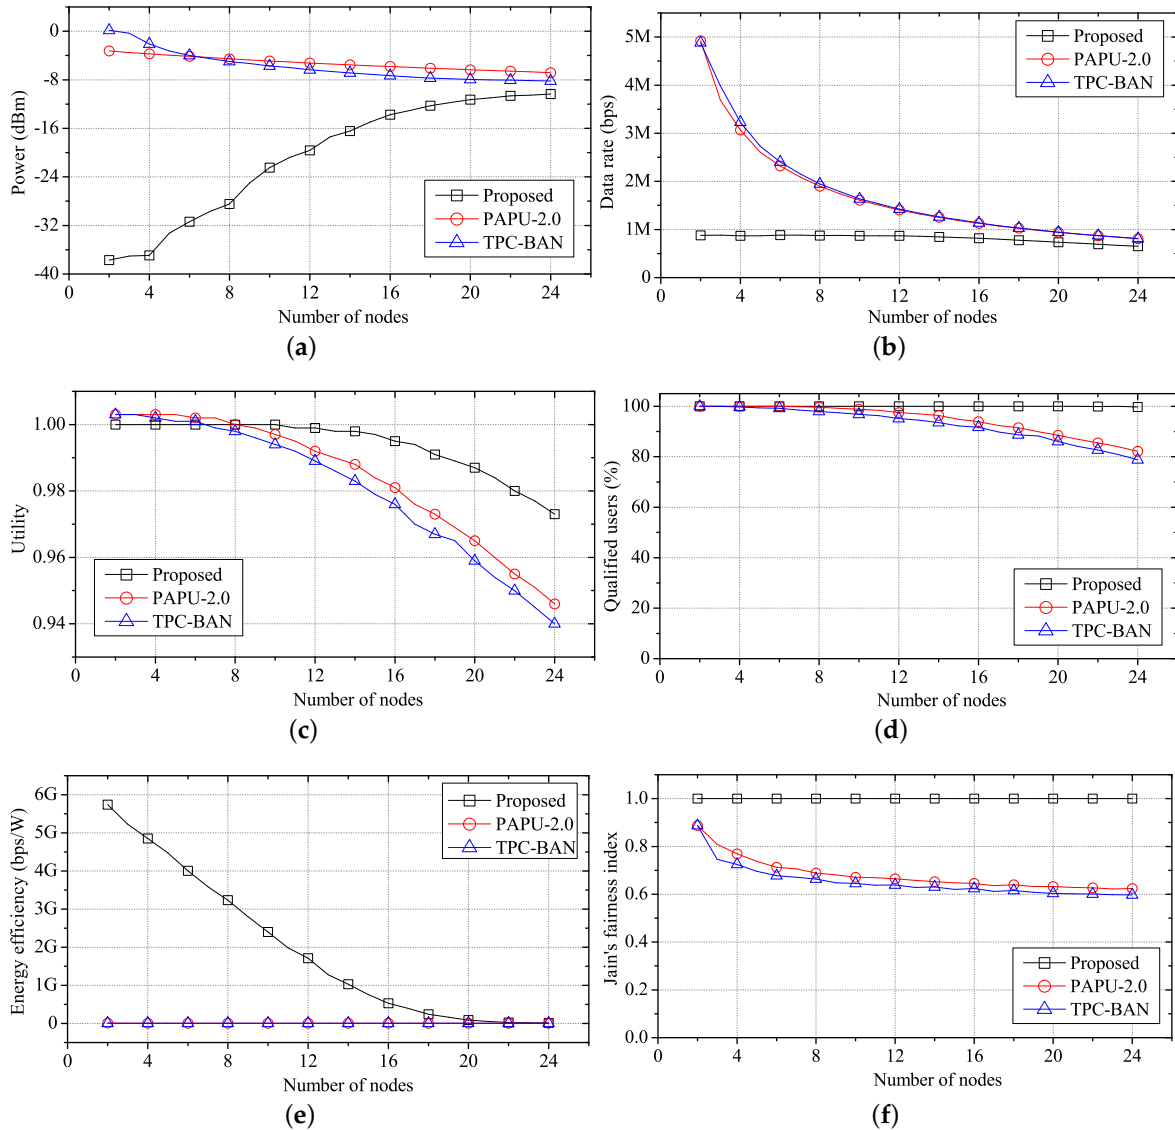 0
-8
-16
-24
-32
-40
Power (dBm)
Proposed
PAPU-2.0
TPC-BAN
0 4 8 12 16 20 24
Number of nodes
(a)
5M
4M
3M
2M
1M
0
Data rate (bps)
Proposed
PAPU-2.0
TPC-BAN
0 4 8 12 16 20 24
Number of nodes
(b)
1.00
0.98
0.96
0.94
Utility
Proposed
PAPU-2.0
TPC-BAN
0 4 8 12 16 20 24
Number of nodes
(c)
100
80
60
40
20
0
Qualified users (%)
Proposed
PAPU-2.0
TPC-BAN
0 4 8 12 16 20 24
Number of nodes
(d)
6G
5G
4G
3G
2G
1G
0
Energy efficiency (bps/W)
Proposed
PAPU-2.0
TPC-BAN
0 4 8 12 16 20 24
Number of nodes
(e)
1.0
0.8
0.6
0.4
0.2
0.0
Jain's fairness index
Proposed
PAPU-2.0
TPC-BAN
0 4 8 12 16 20 24
Number of nodes
(f)